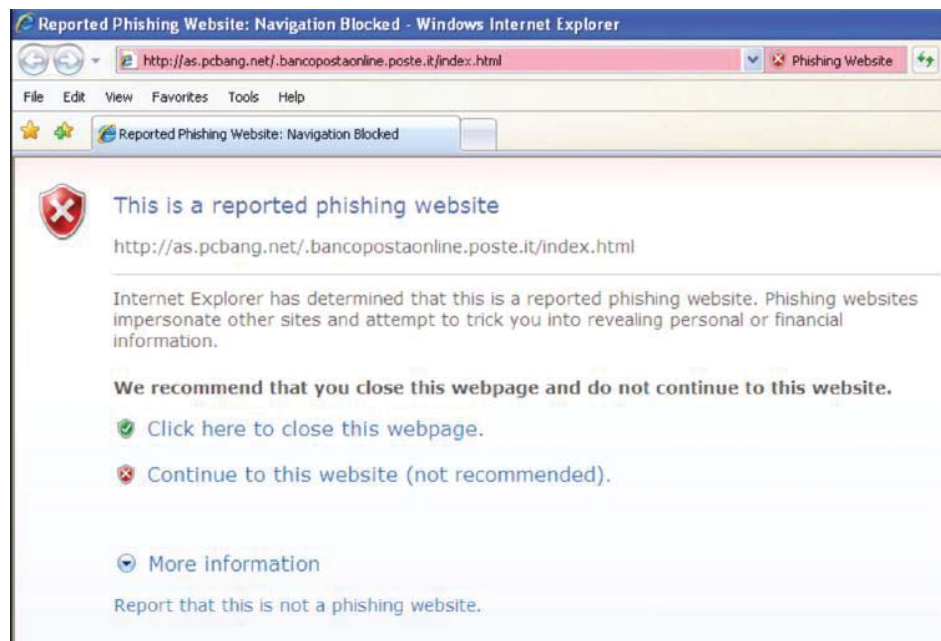 Reported Phishing Website: Navigation Blocked - Windows Internet Explorer
http://as.pcbang.net/.bancopostaonline.poste.it/index.html Phishing Website
File Edit View Favorites Tools Help
Reported Phishing Website: Navigation Blocked
This is a reported phishing website
http://as.pcbang.net/.bancopostaonline.poste.it/index.html
Internet Explorer has determined that this is a reported phishing website. Phishing websites
impersonate other sites and attempt to trick you into revealing personal or financial
information.
We recommend that you close this webpage and do not continue to this website.
Click here to close this webpage.
Continue to this website (not recommended).
More information
Report that this is not a phishing website.